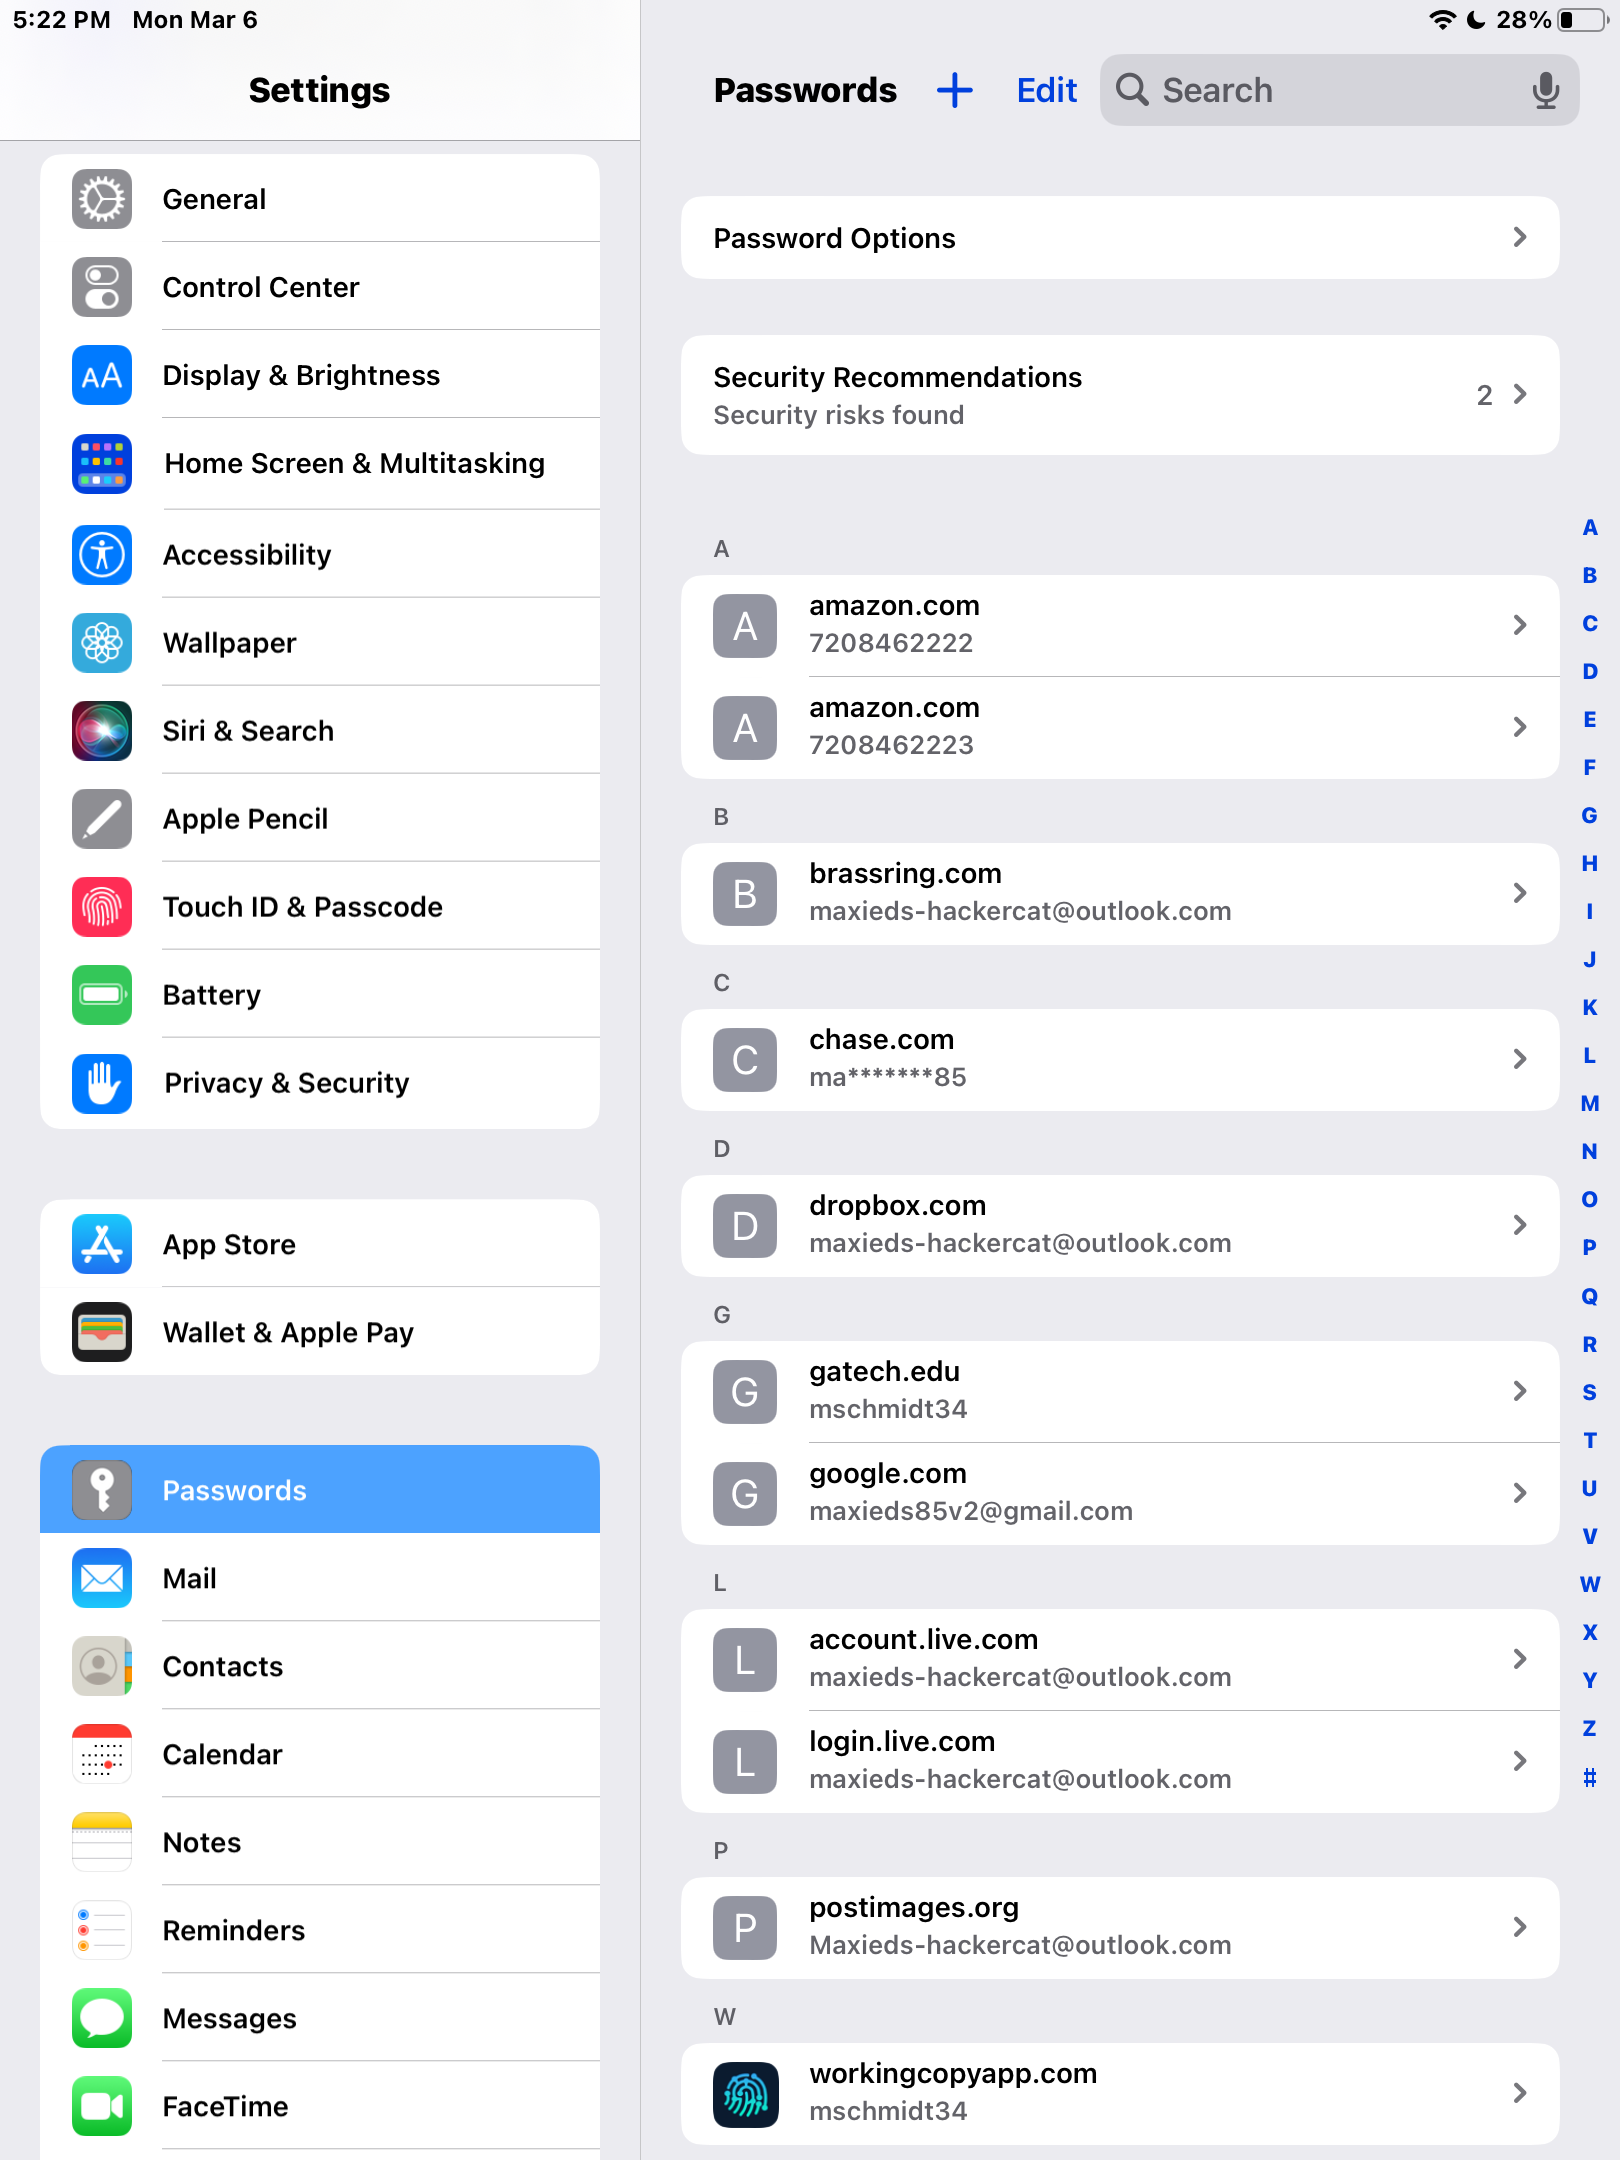 5:22 PM Mon Mar 6
28%
Settings
General
Control Center
AA
Display & Brightness
Home Screen & Multitasking
Accessibility
Wallpaper
Siri & Search
Apple Pencil
Touch ID & Passcode
Battery
Privacy & Security
App Store
Wallet & Apple Pay
Passwords
Mail
Contacts
Calendar
Notes
Reminders
Messages
FaceTime
Passwords + Edit Search
Password Options
Security Recommendations
Security risks found
2
A
A
amazon.com
7208462222
A
amazon.com
7208462223
B
B
brassring.com
maxieds-hackercat@outlook.com
C
C
chase.com
ma*******85
D
D
dropbox.com
maxieds-hackercat@outlook.com
G
G
gatech.edu
mschmidt34
G
google.com
maxieds85v2@gmail.com
L
L
account.live.com
maxieds-hackercat@outlook.com
L
login.live.com
maxieds-hackercat@outlook.com
P
P
postimages.org
Maxieds-hackercat@outlook.com
W
workingcopyapp.com
mschmidt34
A
B
C
D
E
F
G
H
I
J
K
L
M
N
O
P
Q
R
S
T
U
V
W
X
Y
Z
#